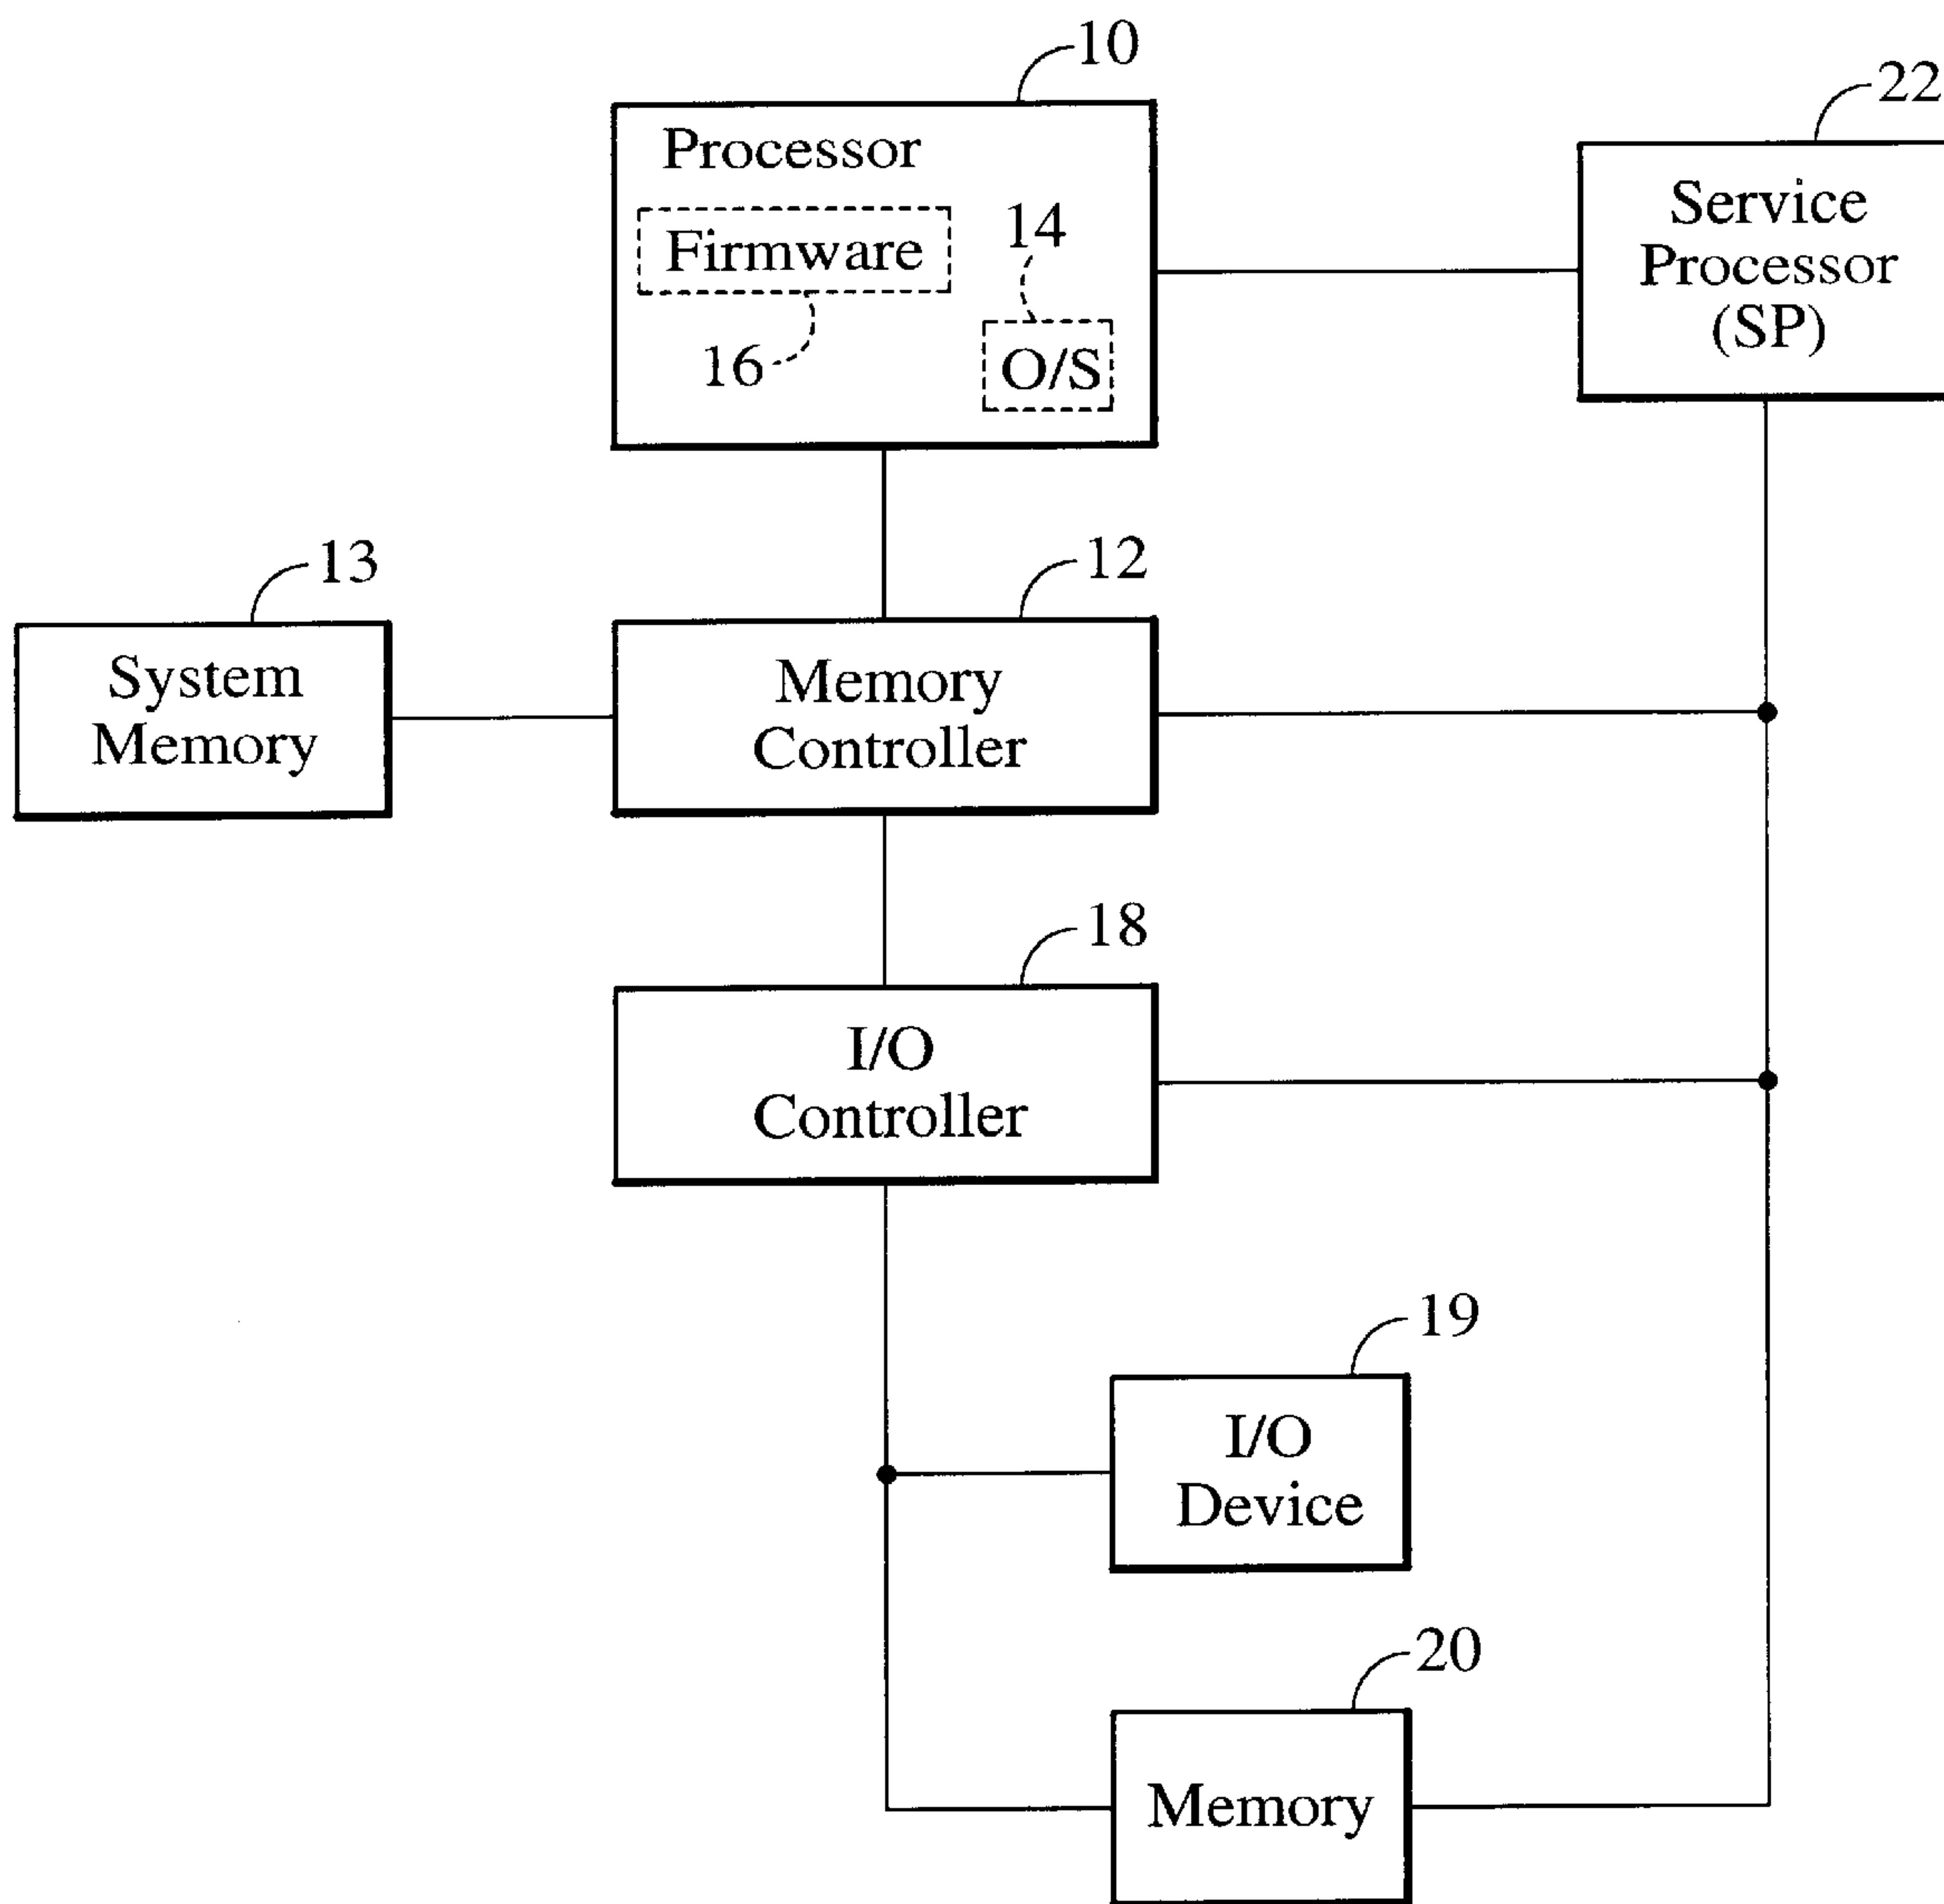 10
22
Processor
Service
Processor
(SP)
14
Firmware
16
O/S
13
12
System
Memory
Memory
Controller
18
I/O
Controller
19
I/O
Device
20
Memory